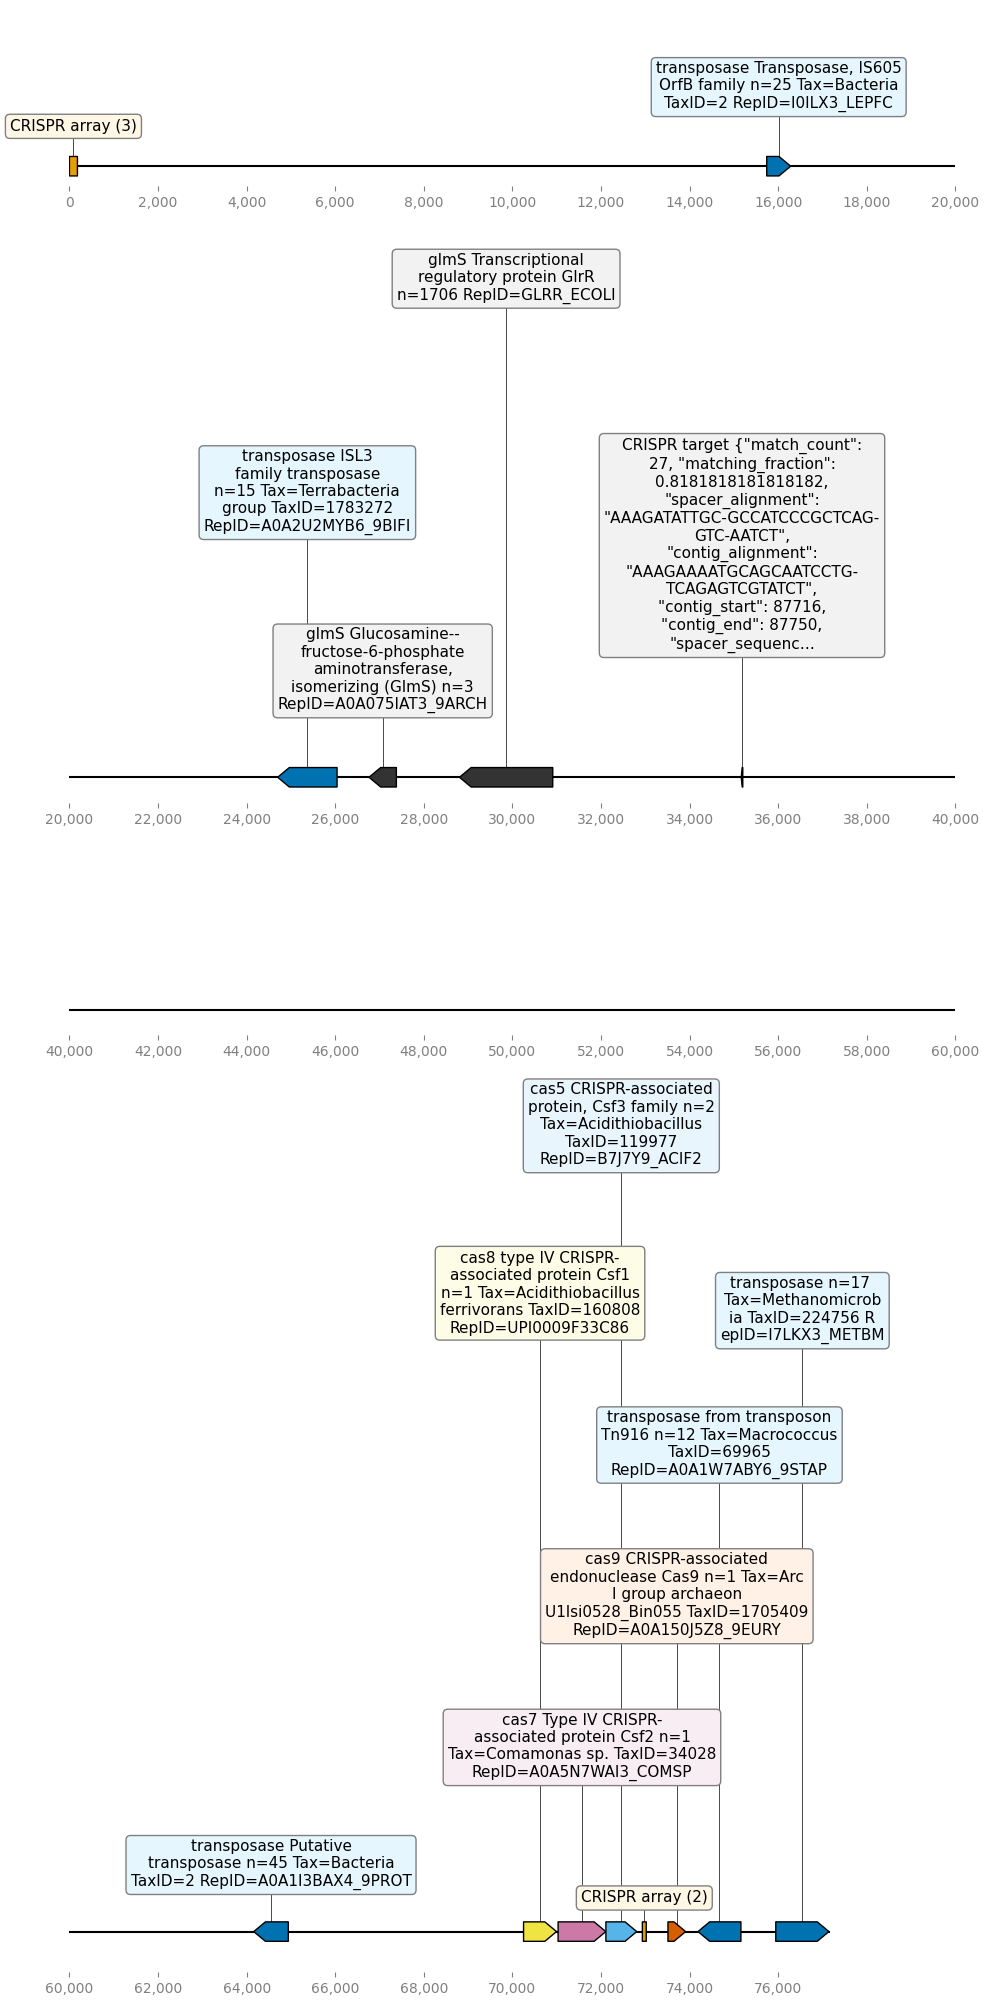 transposase Transposase, IS605
OrfB family n=25 Tax=Bacteria
TaxID=2 RepID=I0ILX3_LEPFC
CRISPR array (3)
0
2,000
4,000
6,000
8,000
10,000
12,000
14,000
16,000
18,000
20,000
glmS Transcriptional
regulatory protein GlrR
n=1706 RepID=GLRR_ECOLI
transposase ISL3
family transposase
n=15 Tax=Terrabacteria
group TaxID=1783272
RepID=A0A2U2MYB6_9BIFI
CRISPR target {"match_count":
27, "matching_fraction":
0.8181818181818182,
"spacer_alignment":
"AAAGATATTGC-GCCATCCCGCTCAG-
GTC-AATCT",
"contig_alignment":
"AAAGAAAATGCAGCAATCCTG-
TCAGAGTCGTATCT",
"contig_start": 87716,
"contig_end": 87750,
"spacer_sequenc...
glmS Glucosamine--
fructose-6-phosphate
aminotransferase,
isomerizing (GlmS) n=3
RepID=A0A075IAT3_9ARCH
20,000
22,000
24,000
26,000
28,000
30,000
32,000
34,000
36,000
38,000
40,000
40,000
42,000
44,000
46,000
48,000
50,000
52,000
54,000
56,000
58,000
60,000
cas5 CRISPR-associated
protein, Csf3 family n=2
Tax=Acidithiobacillus
TaxID=119977
RepID=B7J7Y9_ACIF2
cas8 type IV CRISPR-
associated protein Csf1
n=1 Tax=Acidithiobacillus
ferrivorans TaxID=160808
RepID=UPI0009F33C86
transposase n=17
Tax=Methanomicrob
ia TaxID=224756 R
epID=I7LKX3_METBM
transposase from transposon
Tn916 n=12 Tax=Macrococcus
TaxID=69965
RepID=A0A1W7ABY6_9STAP
cas9 CRISPR-associated
endonuclease Cas9 n=1 Tax=Arc
I group archaeon
U1lsi0528_Bin055 TaxID=1705409
RepID=A0A150J5Z8_9EURY
cas7 Type IV CRISPR-
associated protein Csf2 n=1
Tax=Comamonas sp. TaxID=34028
RepID=A0A5N7WAI3_COMSP
transposase Putative
transposase n=45 Tax=Bacteria
TaxID=2 RepID=A0A1I3BAX4_9PROT
CRISPR array (2)
60,000
62,000
64,000
66,000
68,000
70,000
72,000
74,000
76,000